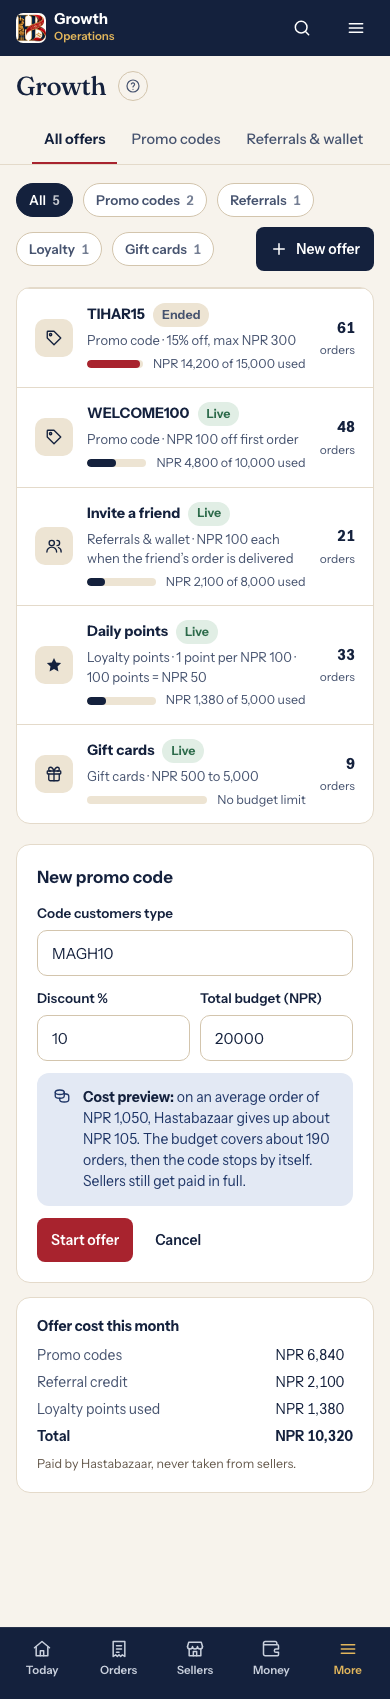 Growth
Operations
Growth
All offers Promo codes Referrals & wallet
All 5 Promo codes 2 Referrals 1
Loyalty 1 Gift cards 1 New offer
TIHAR15 Ended
Promo code · 15% off, max NPR 300
NPR 14,200 of 15,000 used
61
orders
WELCOME100 Live
Promo code · NPR 100 off first order
NPR 4,800 of 10,000 used
48
orders
Invite a friend Live
Referrals & wallet · NPR 100 each
when the friend's order is delivered
NPR 2,100 of 8,000 used
21
orders
Daily points Live
Loyalty points · 1 point per NPR 100 ·
100 points = NPR 50
NPR 1,380 of 5,000 used
33
orders
Gift cards Live
Gift cards · NPR 500 to 5,000
No budget limit
9
orders
New promo code
Code customers type
MAGH10
Discount % Total budget (NPR)
10 20000
Cost preview: on an average order of
NPR 1,050, Hastabazaar gives up about
NPR 105. The budget covers about 190
orders, then the code stops by itself.
Sellers still get paid in full.
Start offer Cancel
Offer cost this month
Promo codes NPR 6,840
Referral credit NPR 2,100
Loyalty points used NPR 1,380
Total NPR 10,320
Paid by Hastabazaar, never taken from sellers.
Today Orders Sellers Money More